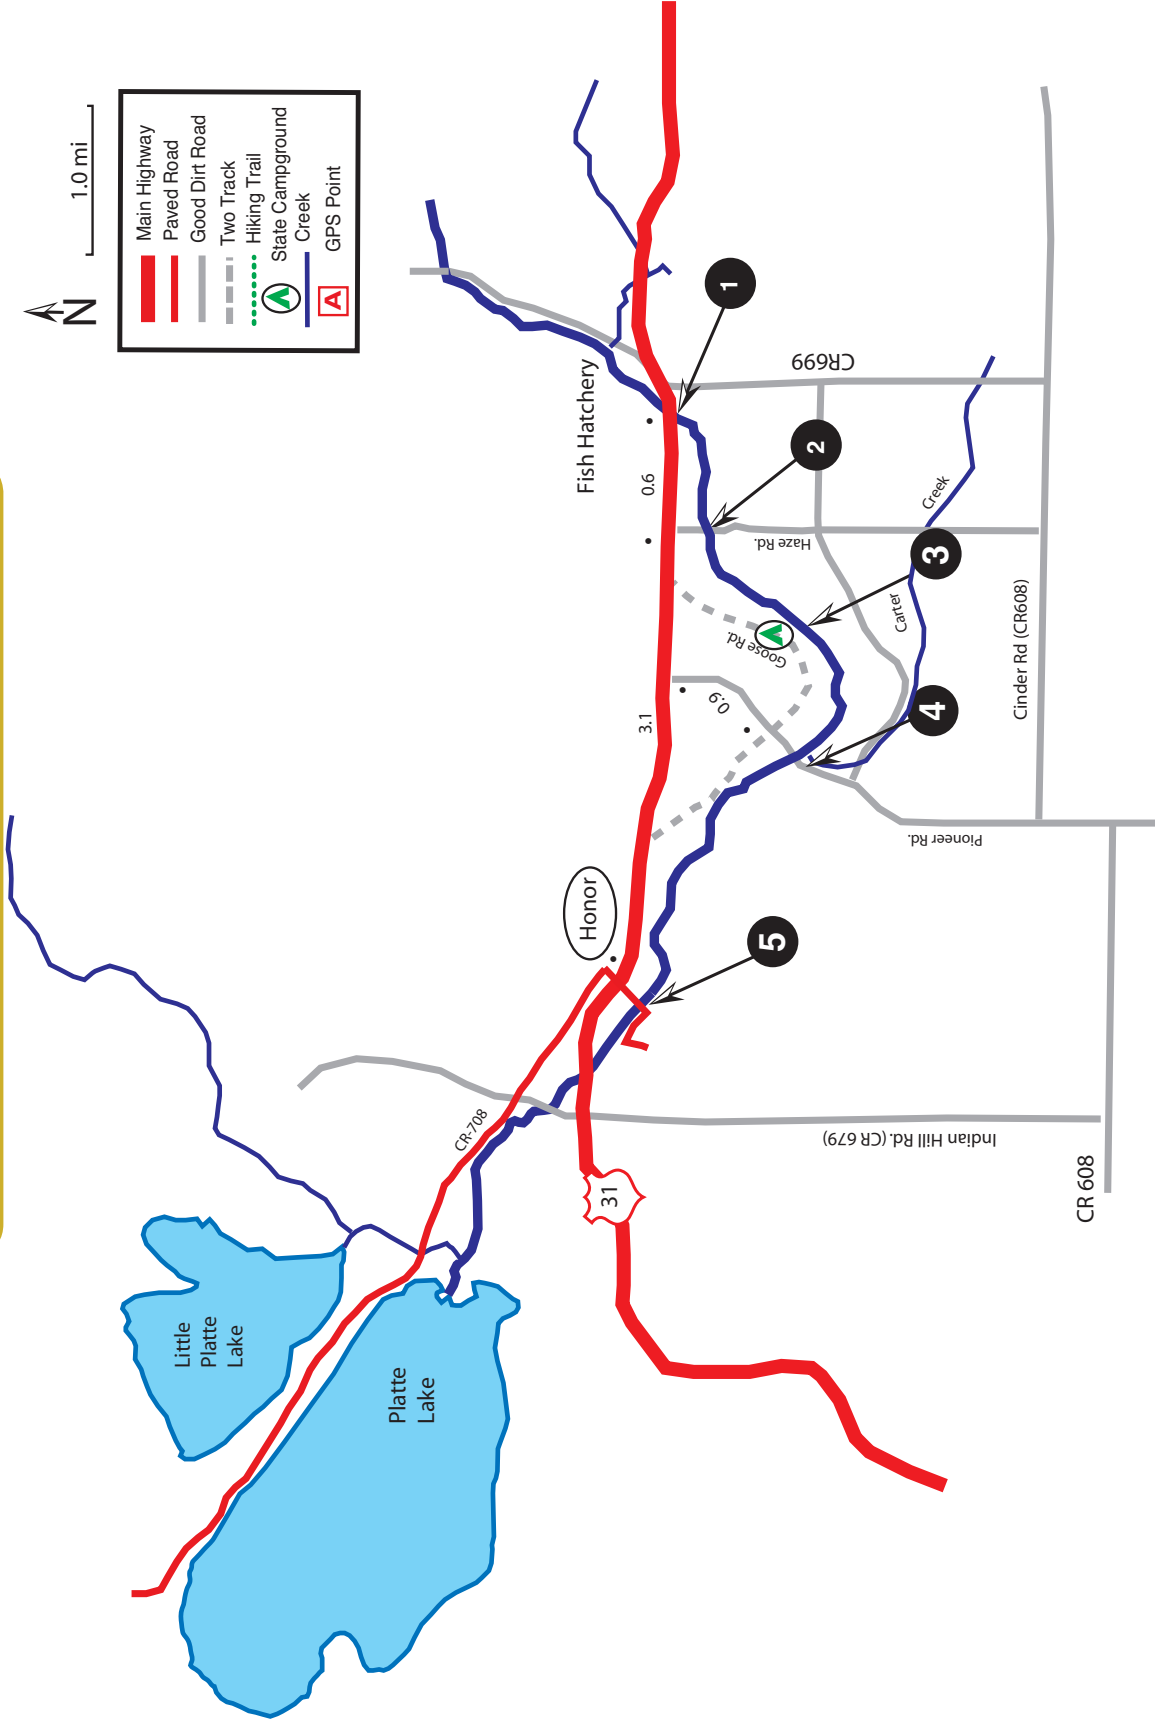 N
1.0 mi
Main Highway
Paved Road
Good Dirt Road
Two Track
Hiking Trail
State Campground
Creek
A
GPS Point
Little
Platte
Lake
Platte
Lake
CR-708
Honor
Fish Hatchery
31
3.1
0.6
0.9
Goose Rd.
Haze Rd.
CR699
Carter
Creek
Pioneer Rd.
Indian Hill Rd. (CR 679)
Cinder Rd (CR608)
CR 608
1
2
3
4
5